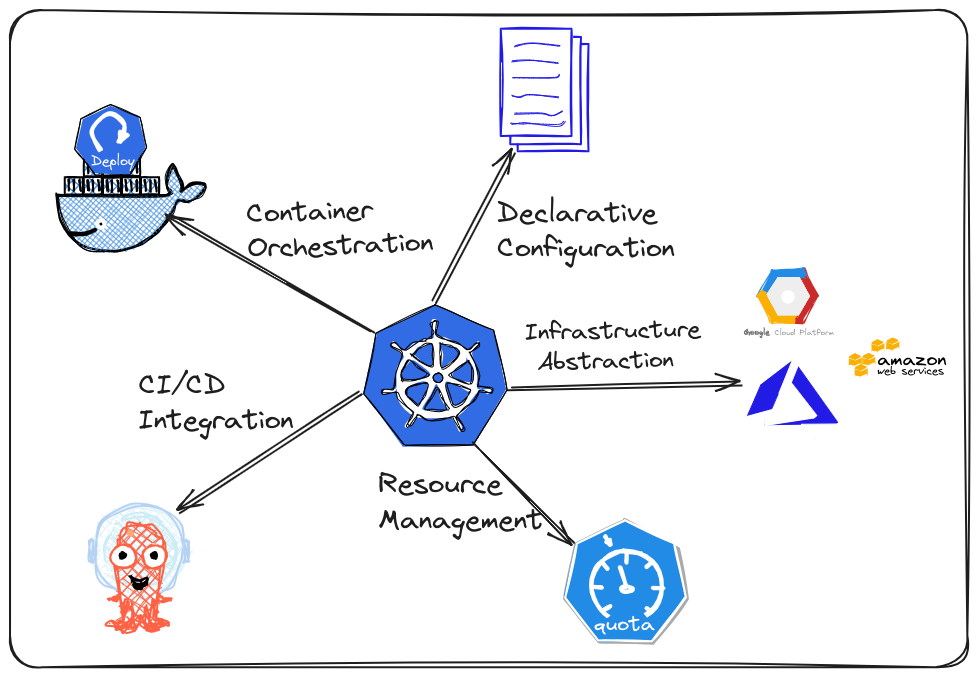 Deploy
Container
Orchestration
Declarative
Configuration
Infrastructure
Abstraction
Google Cloud Platform
amazon
web services
CI/CD
Integration
Resource
Management
quota